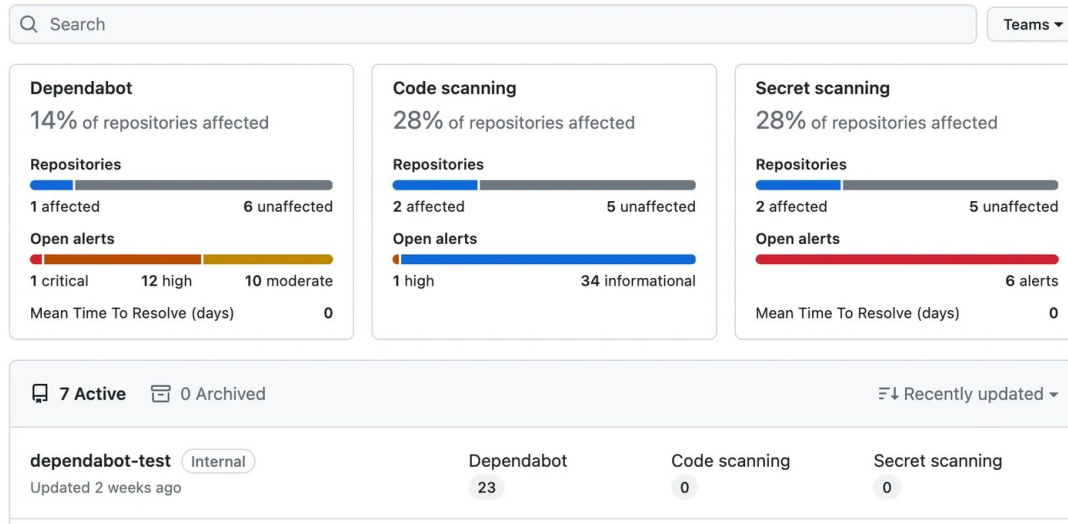 Search
Teams
Dependabot
14% of repositories affected
Repositories
1 affected 6 unaffected
Open alerts
1 critical 12 high 10 moderate
Mean Time To Resolve (days) 0
Code scanning
28% of repositories affected
Repositories
2 affected 5 unaffected
Open alerts
1 high 34 informational
Secret scanning
28% of repositories affected
Repositories
2 affected 5 unaffected
Open alerts
6 alerts
Mean Time To Resolve (days) 0
7 Active 0 Archived Recently updated
dependabot-test Internal Dependabot Code scanning Secret scanning
Updated 2 weeks ago 23 0 0